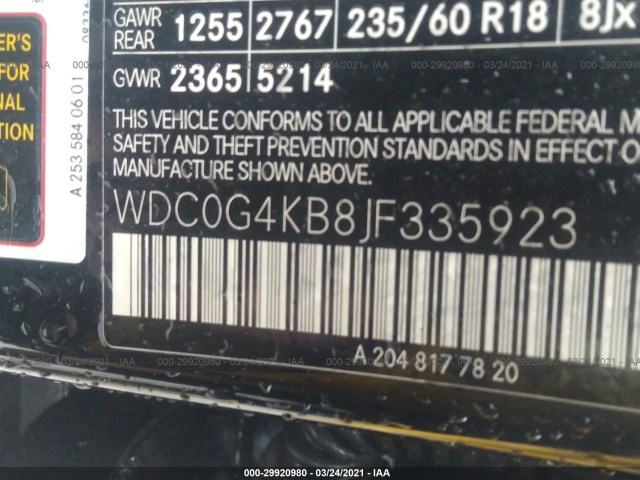 GAWR REAR 1255 2767 235/60 R18 8Jx
GVWR 2365 5214
THIS VEHICLE CONFORMS TO ALL APPLICABLE FEDERAL M
SAFETY AND THEFT PREVENTION STANDARDS IN EFFECT O
MANUFACTURE SHOWN ABOVE.
WDC0G4KB8JF335923
A 204 817 78 20
ER'S
FOR
NAL
TION
A 253 584 06 01
000-29920980 - 03/24/2021 - IAA